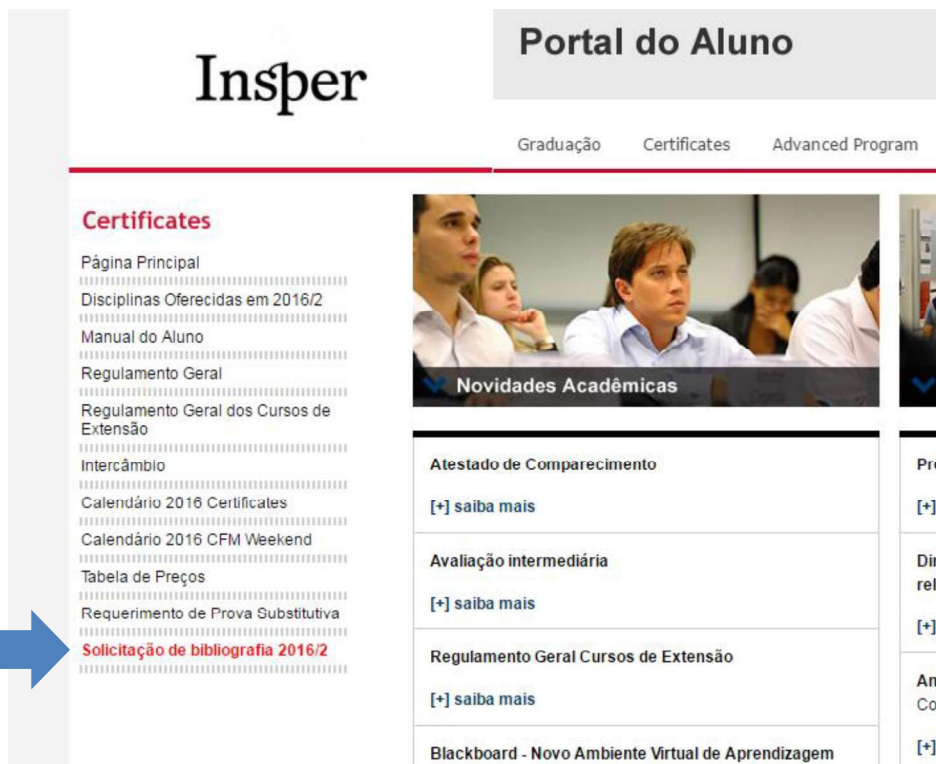 Insper
Portal do Aluno
Graduação Certificates Advanced Program
Certificates
Página Principal
Disciplinas Oferecidas em 2016/2
Manual do Aluno
Regulamento Geral
Regulamento Geral dos Cursos de
Extensão
Intercâmbio
Calendário 2016 Certificates
Calendário 2016 CFM Weekend
Tabela de Preços
Requerimento de Prova Substitutiva
Solicitação de bibliografia 2016/2
Novidades Acadêmicas
Atestado de Comparecimento
[+] saiba mais
Avaliação intermediária
[+] saiba mais
Regulamento Geral Cursos de Extensão
[+] saiba mais
Blackboard - Novo Ambiente Virtual de Aprendizagem
[+]
[+]
[+]